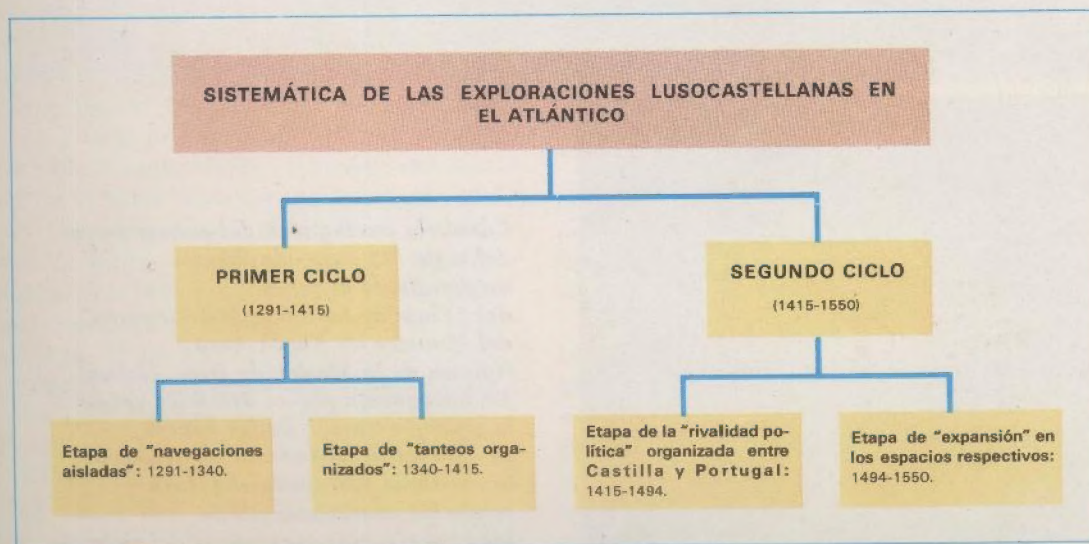 SISTEMÁTICA DE LAS EXPLORACIONES LUSOCASTELLANAS EN
EL ATLÁNTICO
PRIMER CICLO
(1291-1415)
SEGUNDO CICLO
(1415-1550)
Etapa de "navegaciones
aisladas": 1291-1340.
Etapa de "tanteos orga-
nizados": 1340-1415.
Etapa de la "rivalidad po-
lítica" organizada entre
Castilla y Portugal:
1415-1494.
Etapa de "expansión" en
los espacios respectivos:
1494-1550.